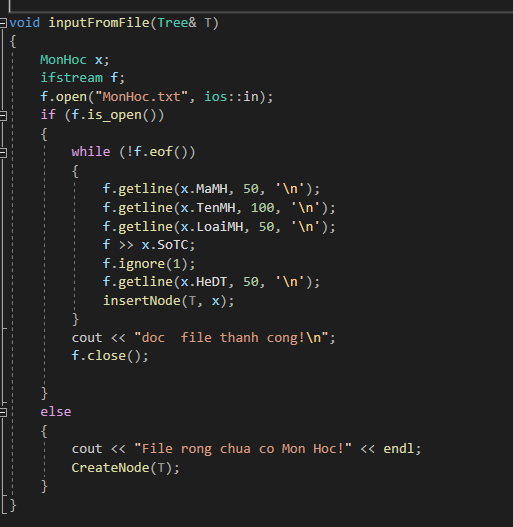 void inputFromFile(Tree& T)
{
MonHoc x;
ifstream f;
f.open("MonHoc.txt", ios::in);
if (f.is_open())
{
while (!f.eof())
{
f.getline(x.MaMH, 50, '\n');
f.getline(x.TenMH, 100, '\n');
f.getline(x.LoaiMH, 50, '\n');
f >> x.SoTC;
f.ignore(1);
f.getline(x.HeDT, 50, '\n');
insertNode(T, x);
}
cout << "doc  file thanh cong!\n";
f.close();
}
else
{
cout << "File rong chua co Mon Hoc!" << endl;
CreateNode(T);
}
}